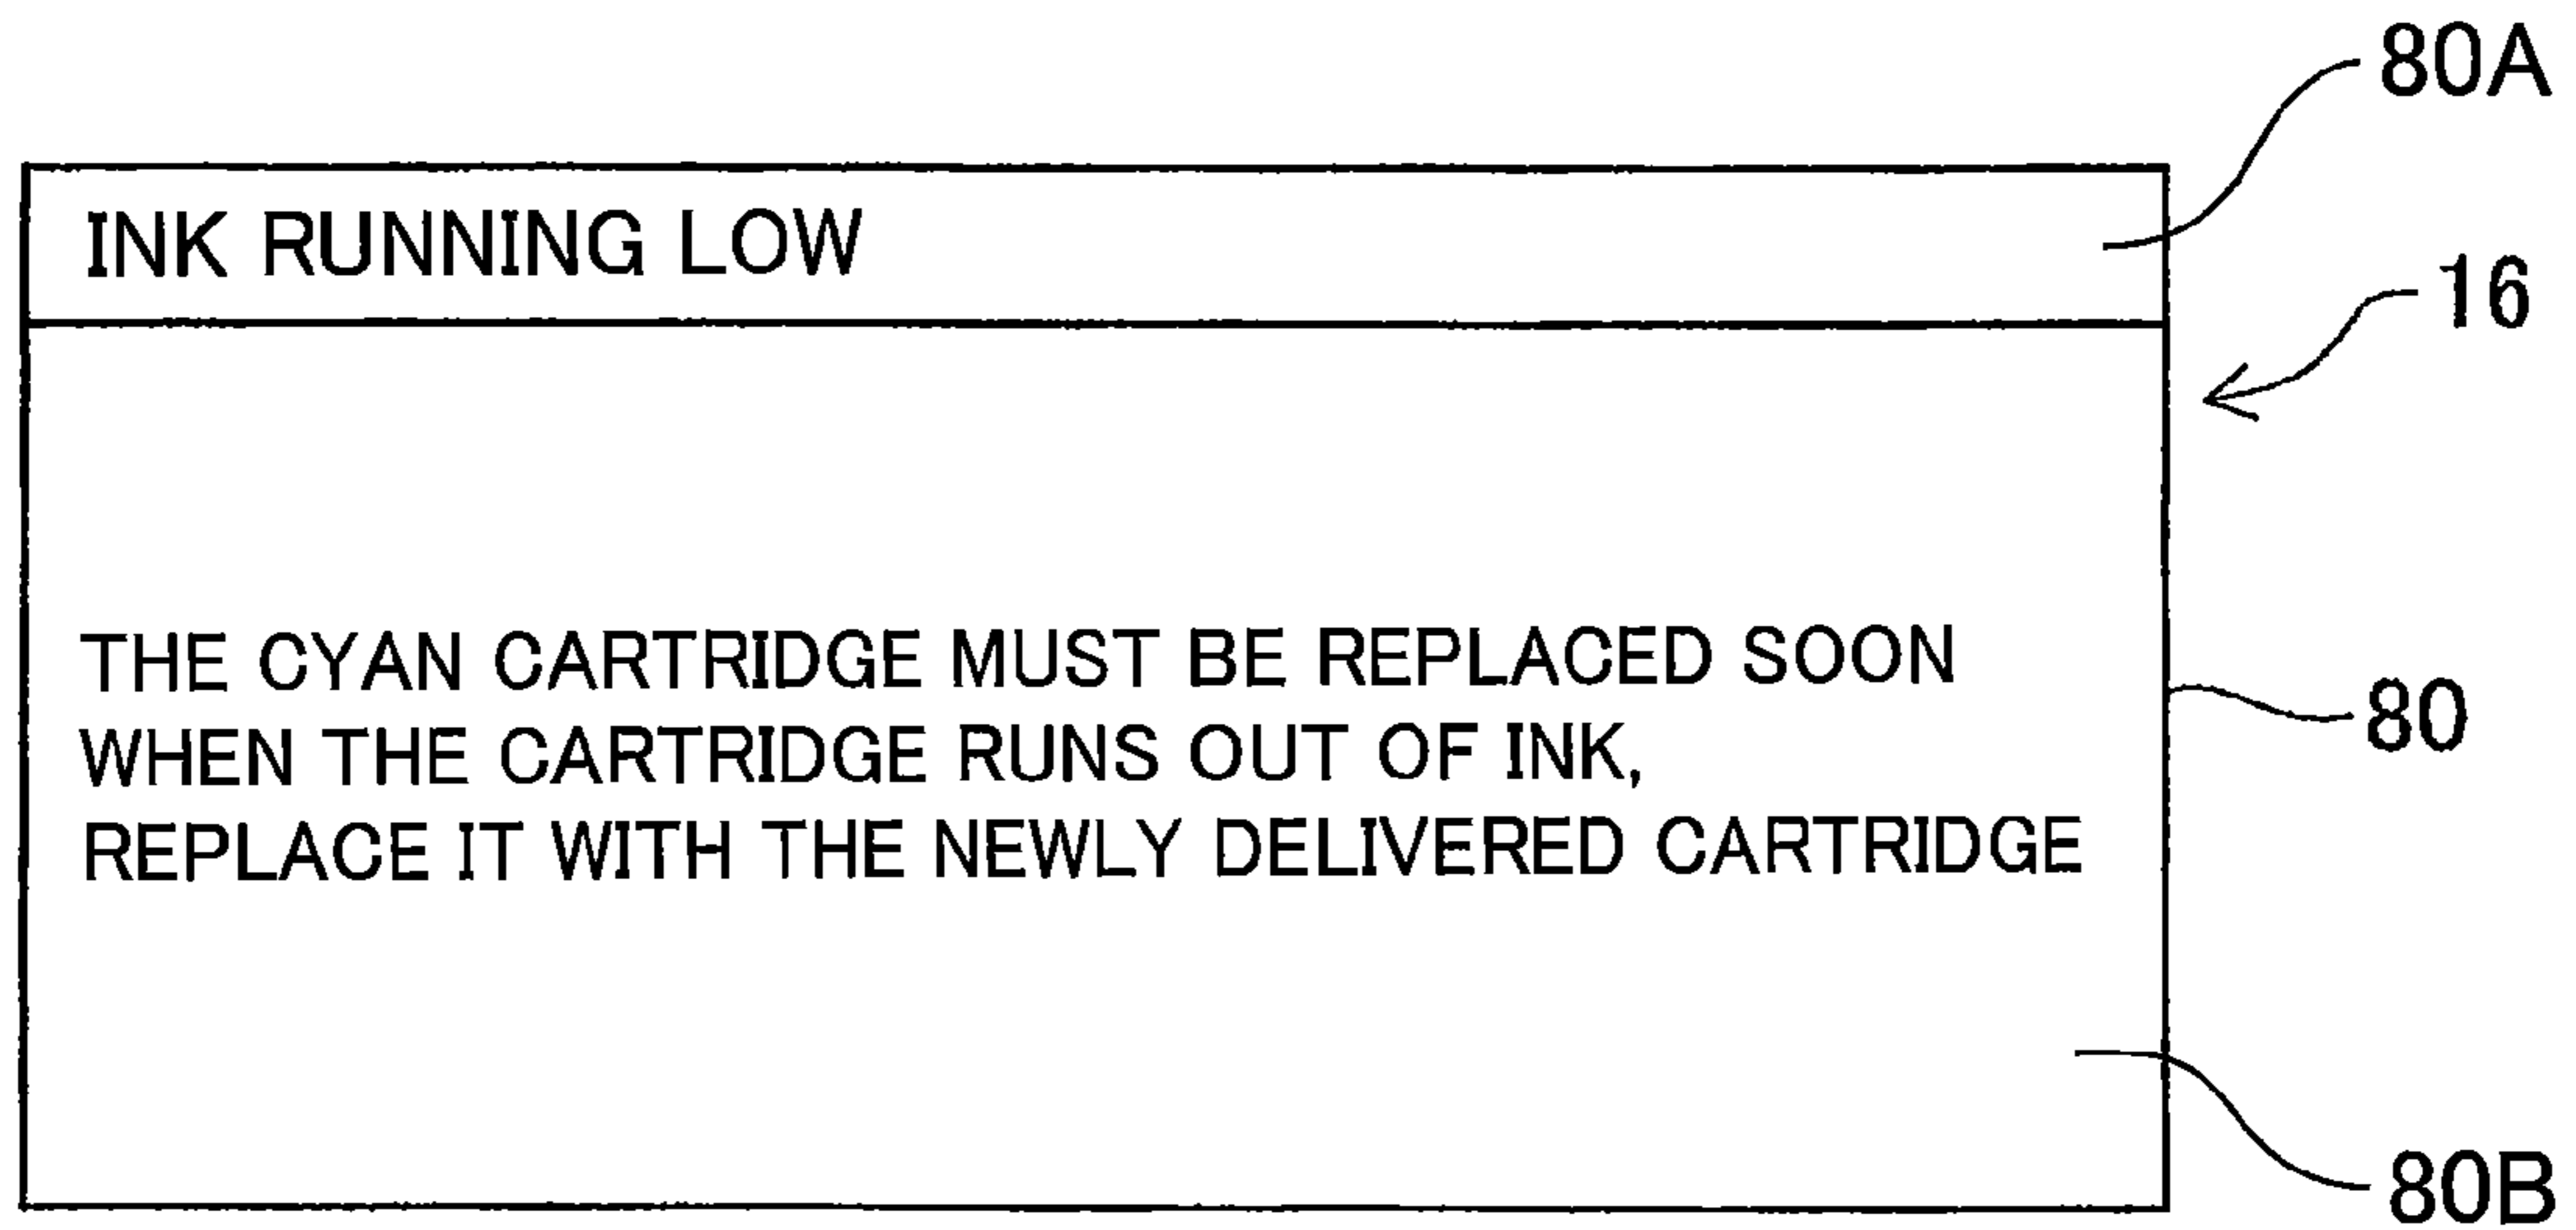 80A
INK RUNNING LOW
16
THE CYAN CARTRIDGE MUST BE REPLACED SOON
WHEN THE CARTRIDGE RUNS OUT OF INK,
REPLACE IT WITH THE NEWLY DELIVERED CARTRIDGE
80
80B